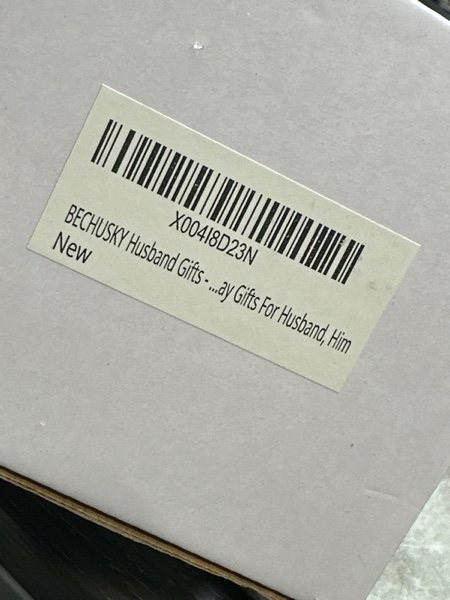 X004I8D23N
BECHUSKY Husband Gifts - ...ay Gifts For Husband, Him
New